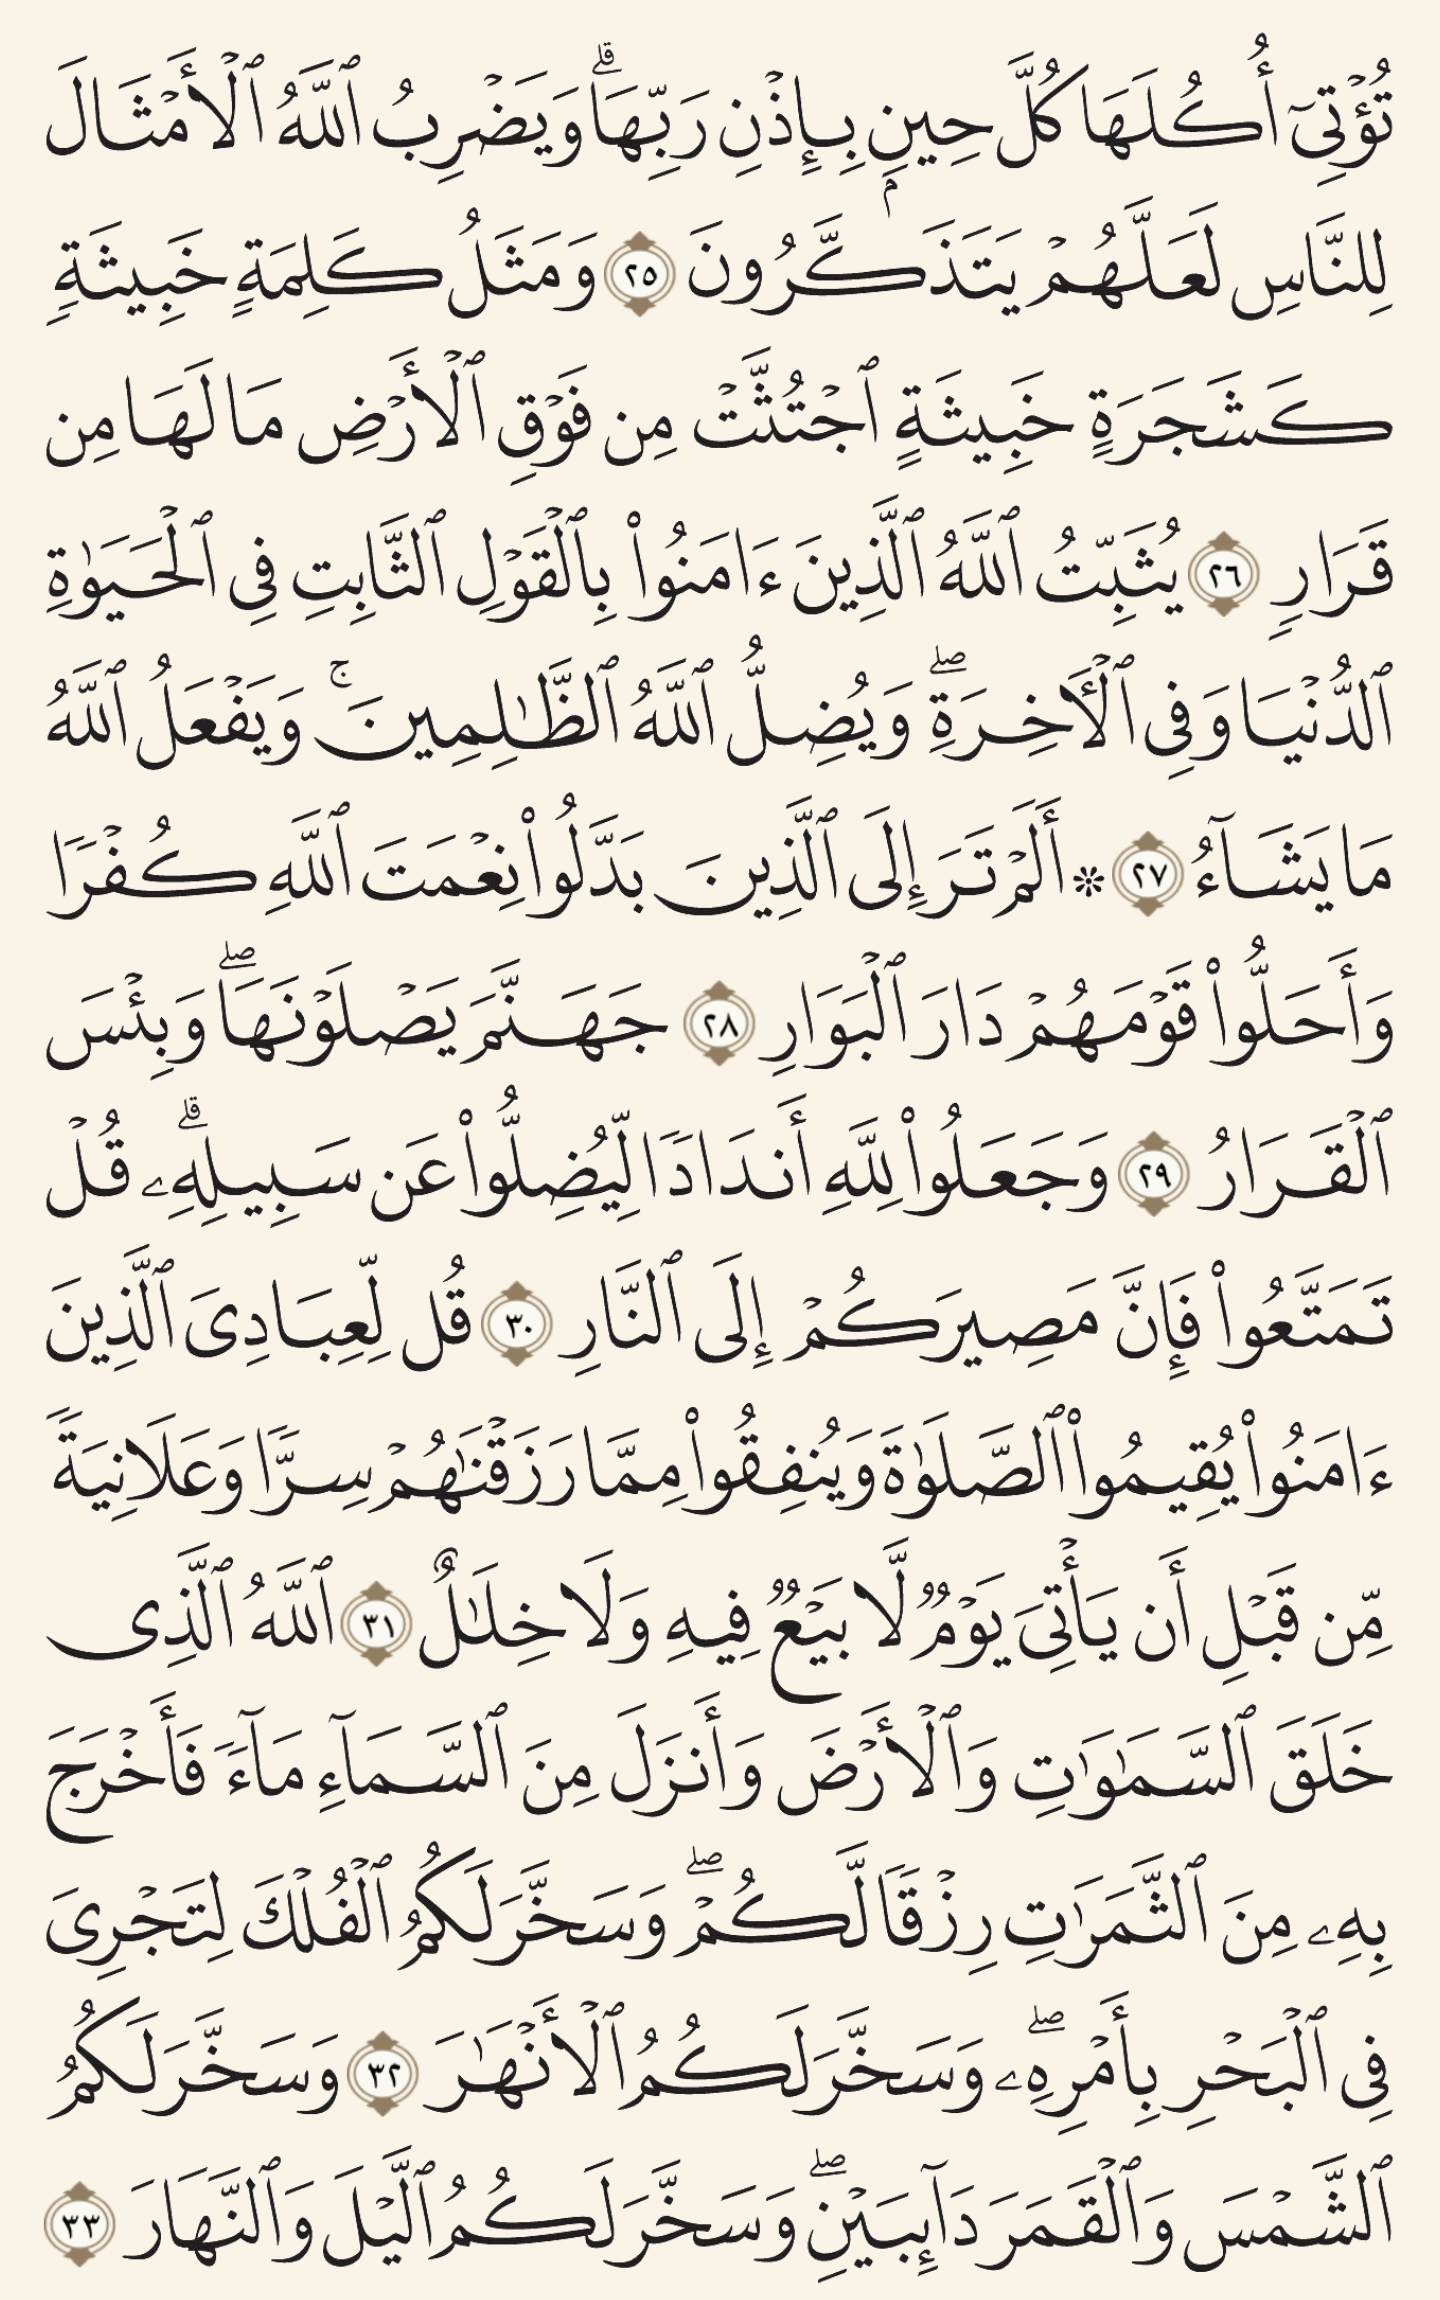 تُؤْتِىٓ أُكُلَهَا كُلَّ حِينٍۭ بِإِذْنِ رَبِّهَا ۗ وَيَضْرِبُ ٱللَّهُ ٱلْأَمْثَالَ
لِلنَّاسِ لَعَلَّهُمْ يَتَذَكَّرُونَ ٢٥ وَمَثَلُ كَلِمَةٍ خَبِيثَةٍ
كَشَجَرَةٍ خَبِيثَةٍ ٱجْتُثَّتْ مِن فَوْقِ ٱلْأَرْضِ مَا لَهَا مِن
قَرَارٍ ٢٦ يُثَبِّتُ ٱللَّهُ ٱلَّذِينَ ءَامَنُوا۟ بِٱلْقَوْلِ ٱلثَّابِتِ فِى ٱلْحَيَوٰةِ
ٱلدُّنْيَا وَفِى ٱلْـَٔاخِرَةِ ۖ وَيُضِلُّ ٱللَّهُ ٱلظَّـٰلِمِينَ ۚ وَيَفْعَلُ ٱللَّهُ
مَا يَشَآءُ ٢٧ ۞ أَلَمْ تَرَ إِلَى ٱلَّذِينَ بَدَّلُوا۟ نِعْمَتَ ٱللَّهِ كُفْرًا
وَأَحَلُّوا۟ قَوْمَهُمْ دَارَ ٱلْبَوَارِ ٢٨ جَهَنَّمَ يَصْلَوْنَهَا ۖ وَبِئْسَ
ٱلْقَرَارُ ٢٩ وَجَعَلُوا۟ لِلَّهِ أَندَادًا لِّيُضِلُّوا۟ عَن سَبِيلِهِۦ ۗ قُلْ
تَمَتَّعُوا۟ فَإِنَّ مَصِيرَكُمْ إِلَى ٱلنَّارِ ٣٠ قُل لِّعِبَادِىَ ٱلَّذِينَ
ءَامَنُوا۟ يُقِيمُوا۟ ٱلصَّلَوٰةَ وَيُنفِقُوا۟ مِمَّا رَزَقْنَـٰهُمْ سِرًّا وَعَلَانِيَةً
مِّن قَبْلِ أَن يَأْتِىَ يَوْمٌ لَّا بَيْعٌ فِيهِ وَلَا خِلَـٰلٌ ٣١ ٱللَّهُ ٱلَّذِى
خَلَقَ ٱلسَّمَـٰوَٰتِ وَٱلْأَرْضَ وَأَنزَلَ مِنَ ٱلسَّمَآءِ مَآءً فَأَخْرَجَ
بِهِۦ مِنَ ٱلثَّمَرَٰتِ رِزْقًا لَّكُمْ ۖ وَسَخَّرَ لَكُمُ ٱلْفُلْكَ لِتَجْرِىَ
فِى ٱلْبَحْرِ بِأَمْرِهِۦ ۖ وَسَخَّرَ لَكُمُ ٱلْأَنْهَـٰرَ ٣٢ وَسَخَّرَ لَكُمُ
ٱلشَّمْسَ وَٱلْقَمَرَ دَآئِبَيْنِ ۖ وَسَخَّرَ لَكُمُ ٱلَّيْلَ وَٱلنَّهَارَ ٣٣